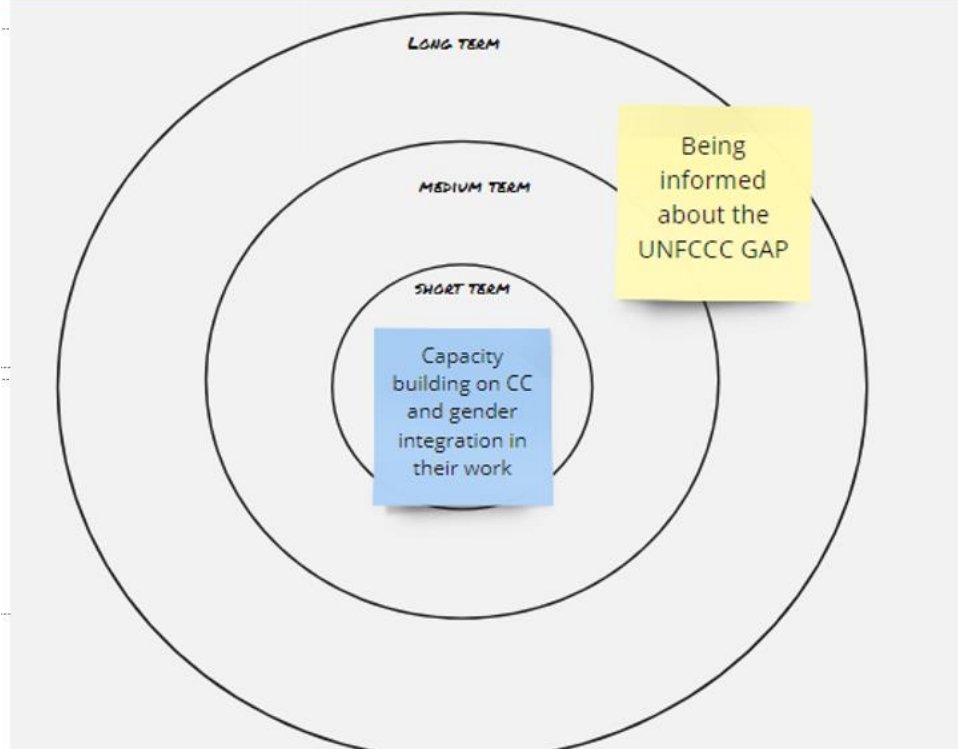 LONG TERM
Being
informed
about the
UNFCCC GAP
MEDIUM TERM
SHORT TERM
Capacity
building on CC
and gender
integration in
their work